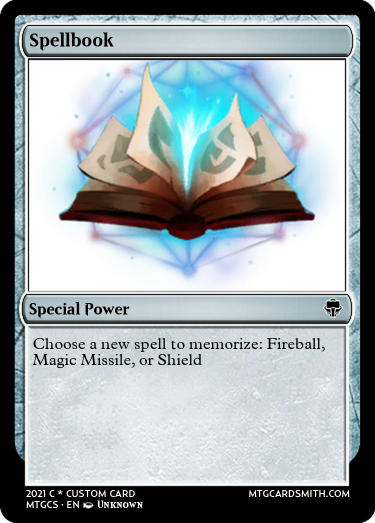 Spellbook
Special Power
Choose a new spell to memorize: Fireball,
Magic Missile, or Shield
2021 C * CUSTOM CARD
MTGCARDSMITH.COM
MTGCS • EN Unknown